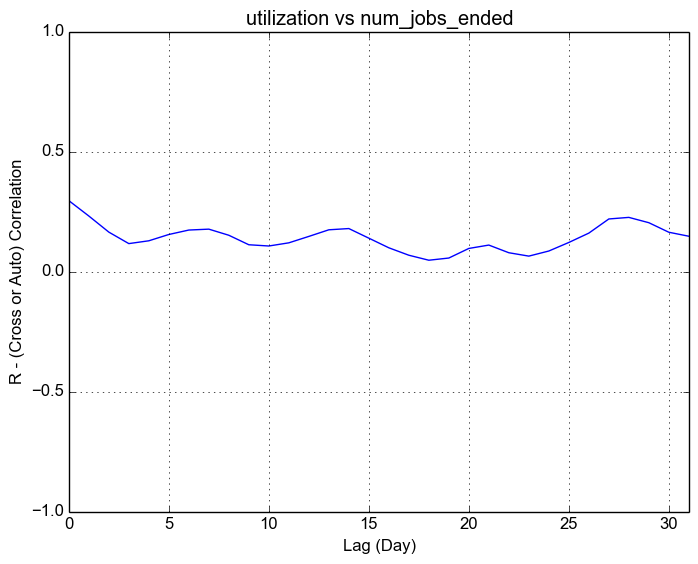 utilization vs num_jobs_ended
1.0
0.5
0.0
−0.5
−1.0
R - (Cross or Auto) Correlation
0 5 10 15 20 25 30
Lag (Day)